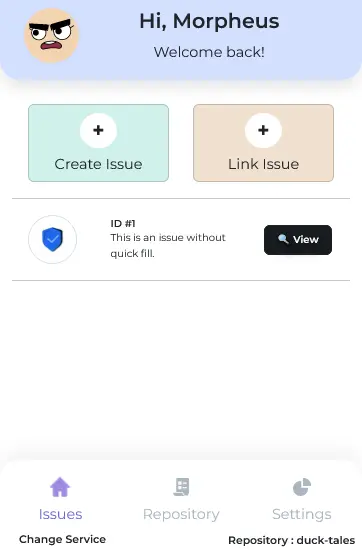 Hi, Morpheus
Welcome back!
Create Issue
Link Issue
ID #1
This is an issue without
quick fill.
View
Issues
Repository
Settings
Change Service
Repository : duck-tales